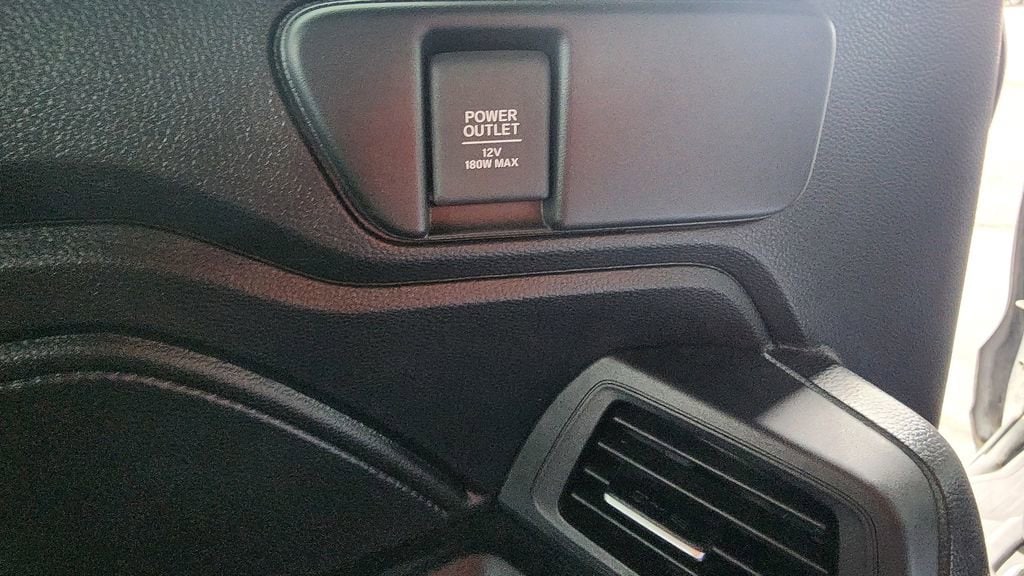 POWER
OUTLET
12V
180W MAX